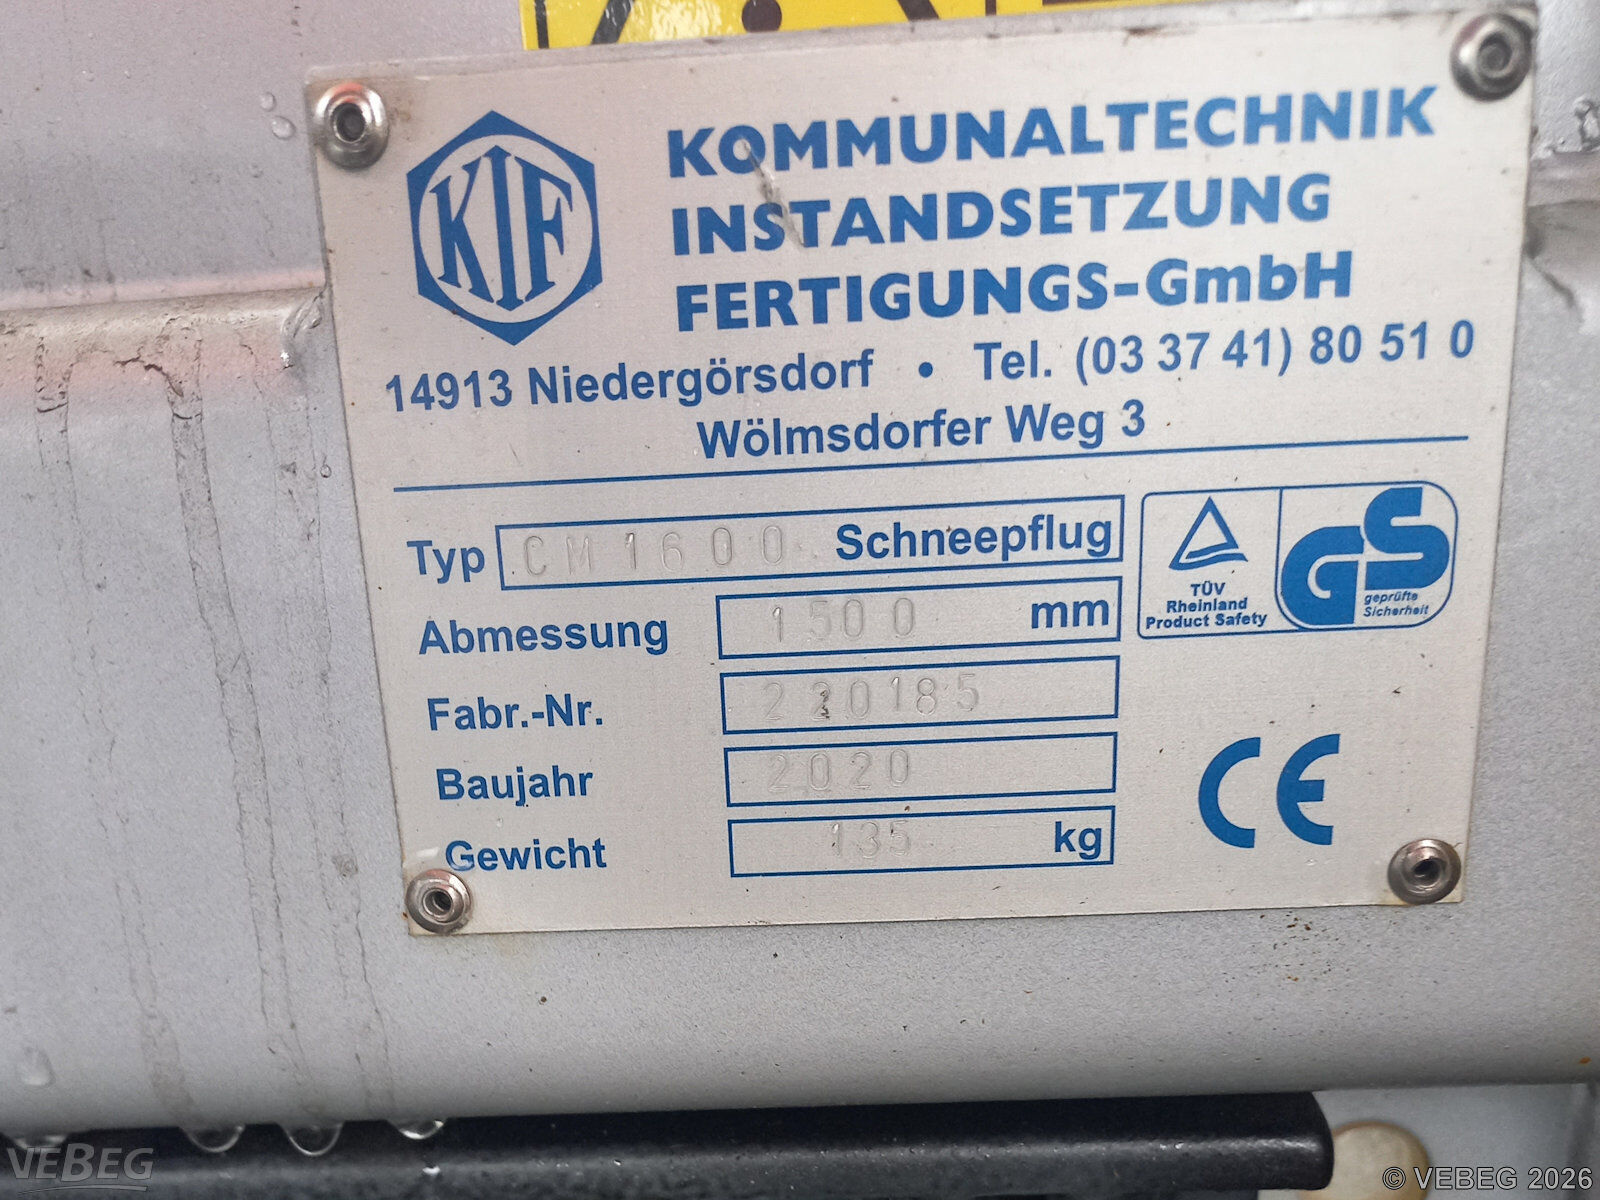 KIF
KOMMUNALTECHNIK
INSTANDSETZUNG
FERTIGUNGS-GmbH
14913 Niedergörsdorf • Tel. (03 37 41) 80 51 0
Wölmsdorfer Weg 3
Typ CM1600 Schneepflug
Abmessung 1500 mm
Fabr.-Nr. 220185
Baujahr 2020
Gewicht 135 kg
TÜV
Rheinland
Product Safety
GS
geprüfte
Sicherheit
CE
VEBEG
© VEBEG 2026